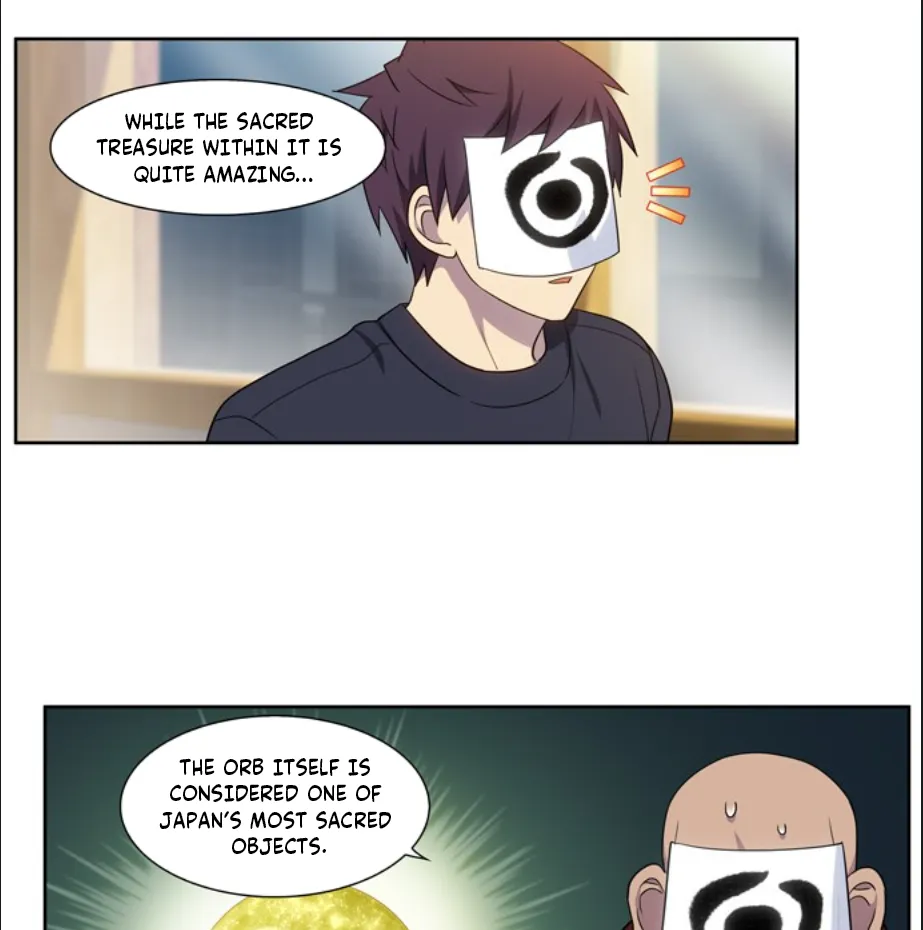 WHILE THE SACRED
TREASURE WITHIN IT IS
QUITE AMAZING...
THE ORB ITSELF IS
CONSIDERED ONE OF
JAPAN'S MOST SACRED
OBJECTS.